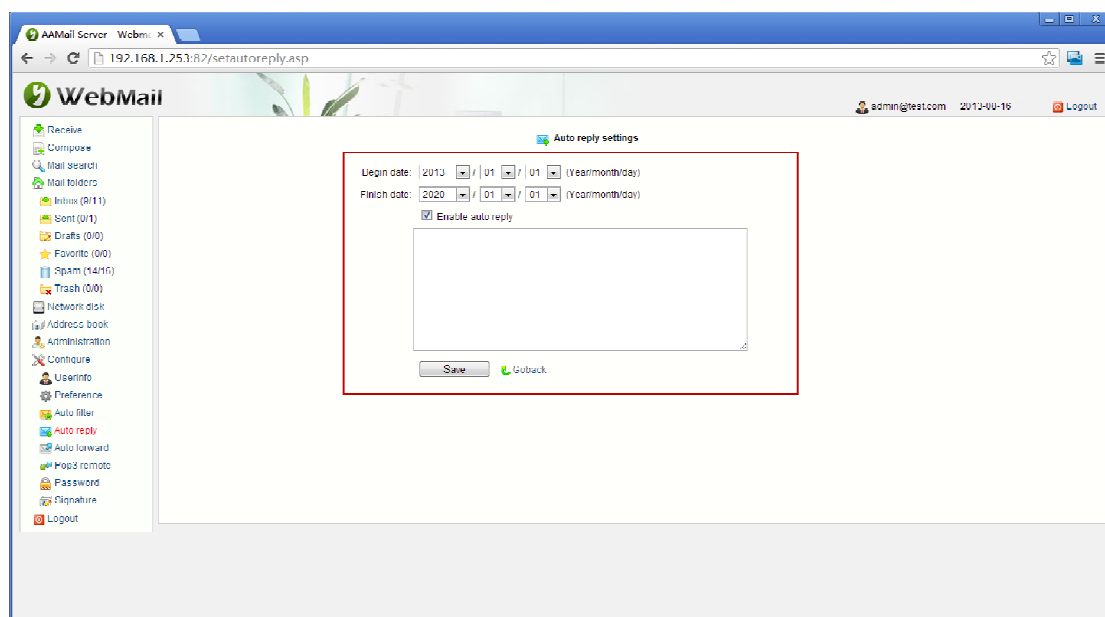 AAMail Server - Webma
192.168.1.253:82/setautoreply.asp
WebMail
admin@test.com 2013-08-16 Logout
Receive
Compose
Mail search
Mail folders
Inbox (9/11)
Sent (0/1)
Drafts (0/0)
Favorite (0/0)
Spam (14/16)
Trash (0/0)
Network disk
Address book
Administration
Configure
Userinfo
Preference
Auto filter
Auto reply
Auto forward
Pop3 remote
Password
Signature
Logout
Auto reply settings
Begin date: 2013 / 01 / 01 (Year/month/day)
Finish date: 2020 / 01 / 01 (Year/month/day)
Enable auto reply
Save Goback